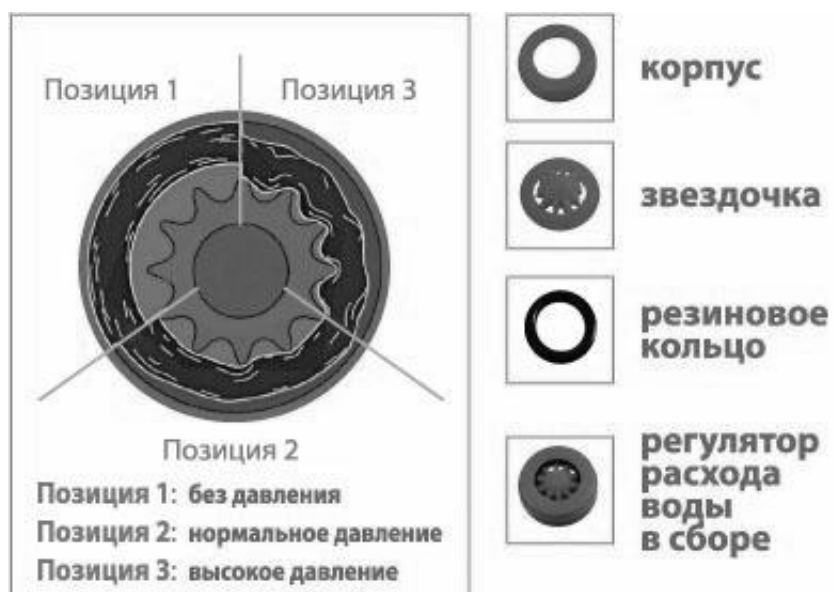 Позиция 1
Позиция 3
Позиция 2
Позиция 1: без давления
Позиция 2: нормальное давление
Позиция 3: высокое давление
корпус
звездочка
резиновое
кольцо
регулятор
расхода
воды
в сборе